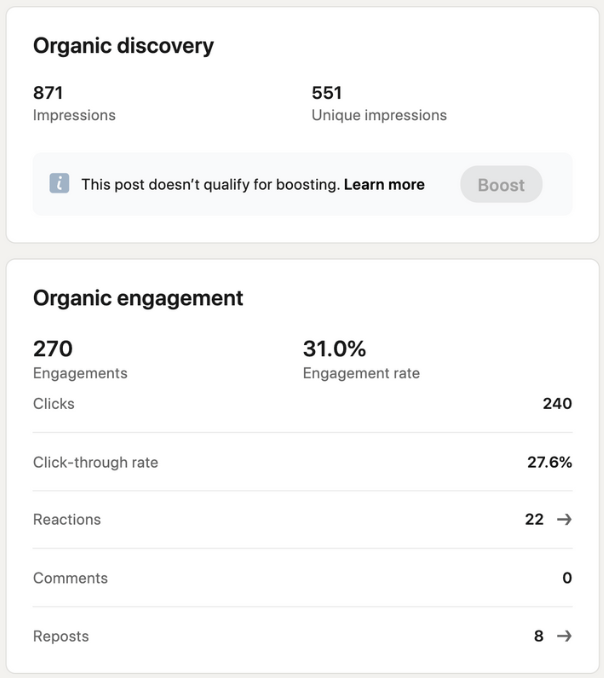 Organic discovery
871 551
Impressions Unique impressions
i This post doesn't qualify for boosting. Learn more Boost
Organic engagement
270 31.0%
Engagements Engagement rate
Clicks 240
Click-through rate 27.6%
Reactions 22 →
Comments 0
Reposts 8 →